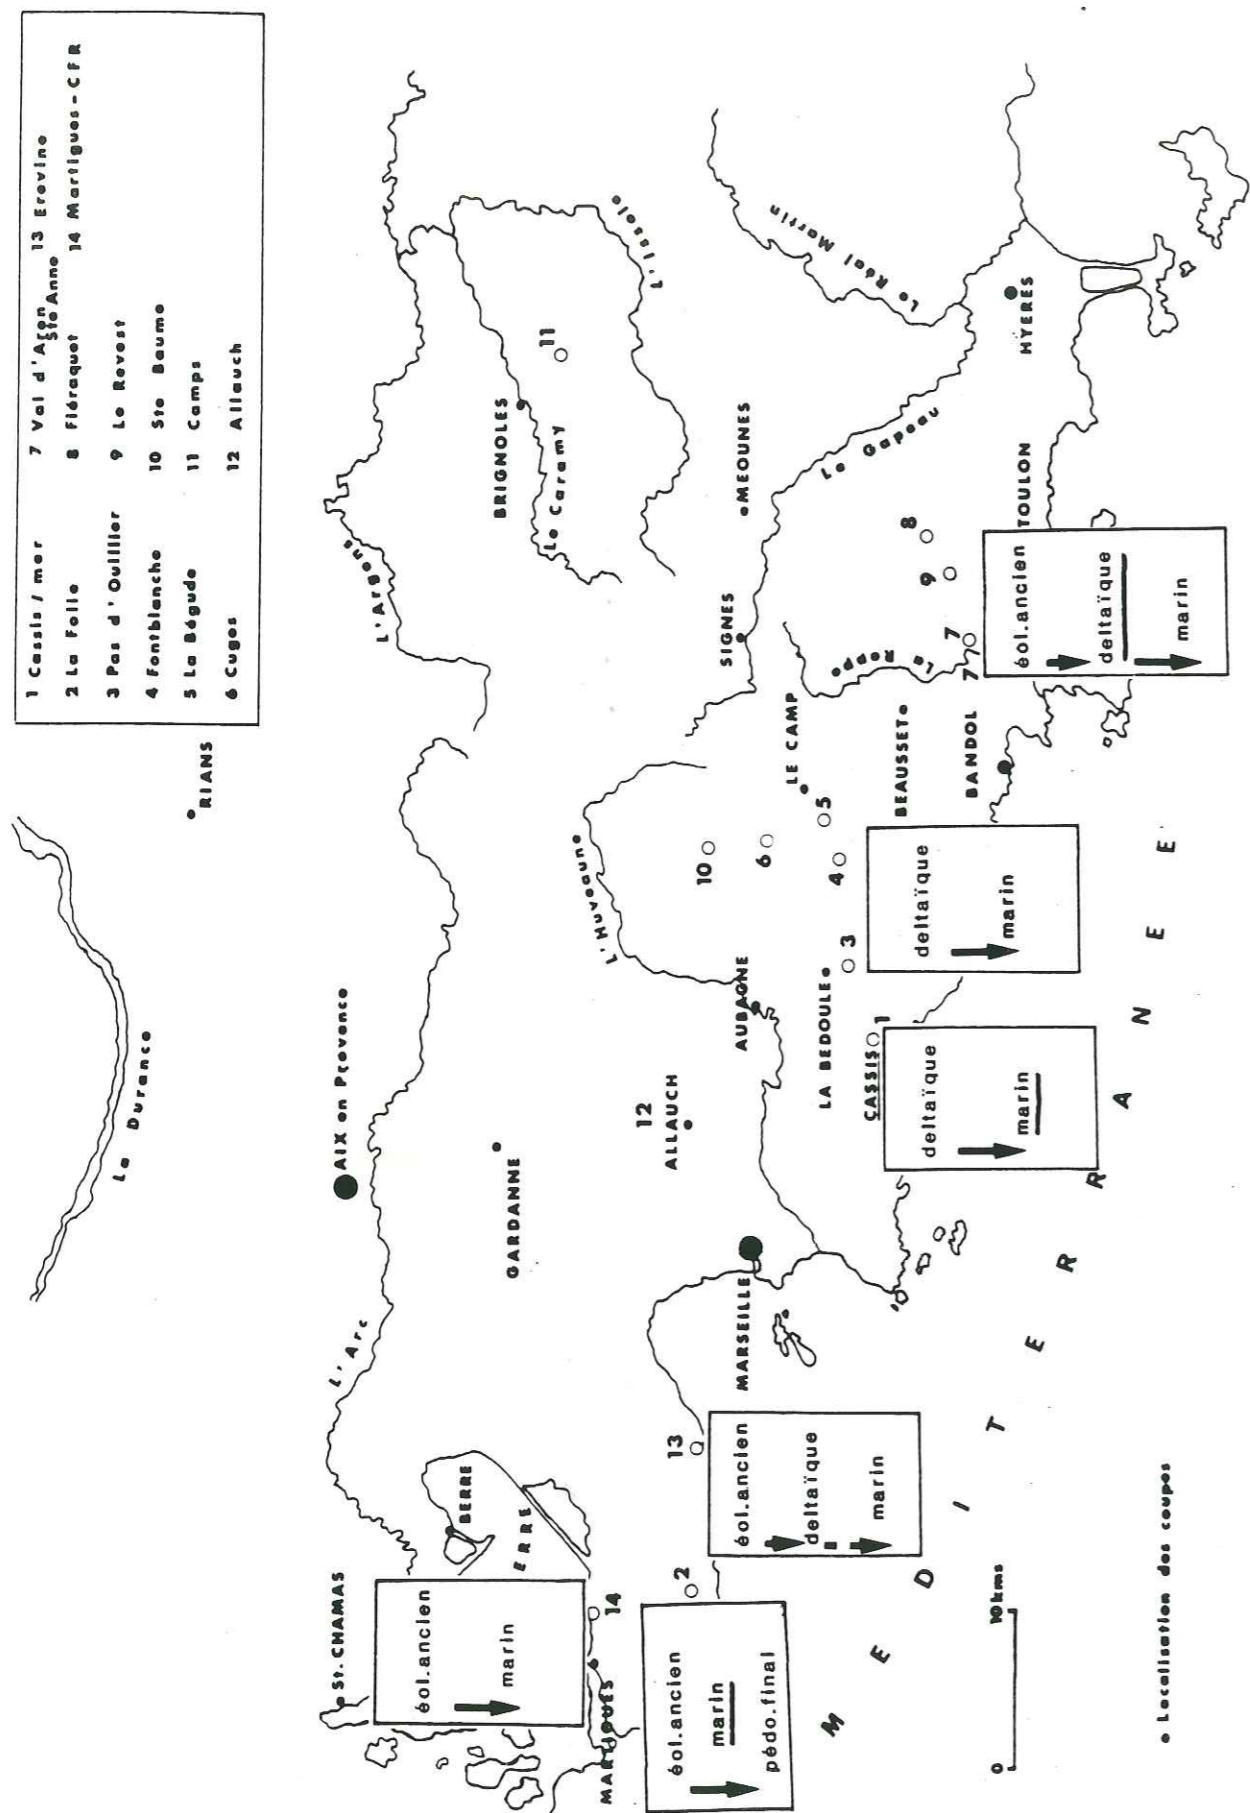 1 Cassis / mer
2 La Folie
3 Pas d'Ouillier
4 Fontblanche
5 La Bégude
6 Cuges
7 Val d'Aren
Ste Anne
8 Fiéraquet
9 Le Revest
10 Ste Baume
11 Camps
12 Allauch
13 Erevine
14 Martigues - CFR
La Durance
RIANS
AIX en Provence
L'Arc
L'Argens
St. CHAMAS
BERRE
ERRE
GARDANNE
BRIGNOLES
Le Caramy
11
L'Issole
L'Huveaune
10
6
12
ALLAUCH
AUBAGNE
MARSEILLE
SIGNES
MEOUNES
Le Réal Martin
Le Gapeau
LE CAMP
5
4
3
LA BEDOULE
CASSIS
1
BEAUSSET
BANDOL
La Reppe
7
7
8
9
TOULON
HYERES
13
2
14
MARTIGUES
éol.ancien
marin
éol.ancien
marin
pédo.final
éol.ancien
deltaïque
marin
deltaïque
marin
deltaïque
marin
éol.ancien
deltaïque
marin
M E D I T E R R A N E E
0 10kms
Localisation des coupes